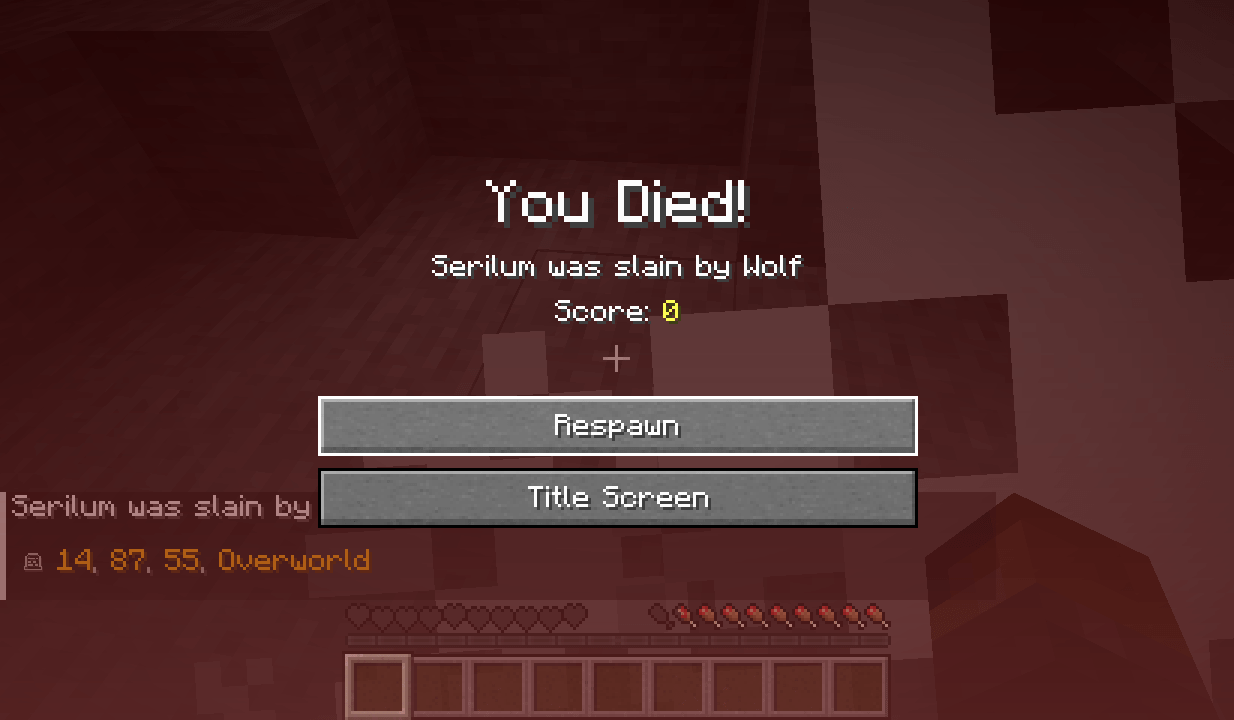 You Died!
Serilum was slain by Wolf
Score: 0
Respawn
Title Screen
Serilum was slain by
14, 87, 55, Overworld